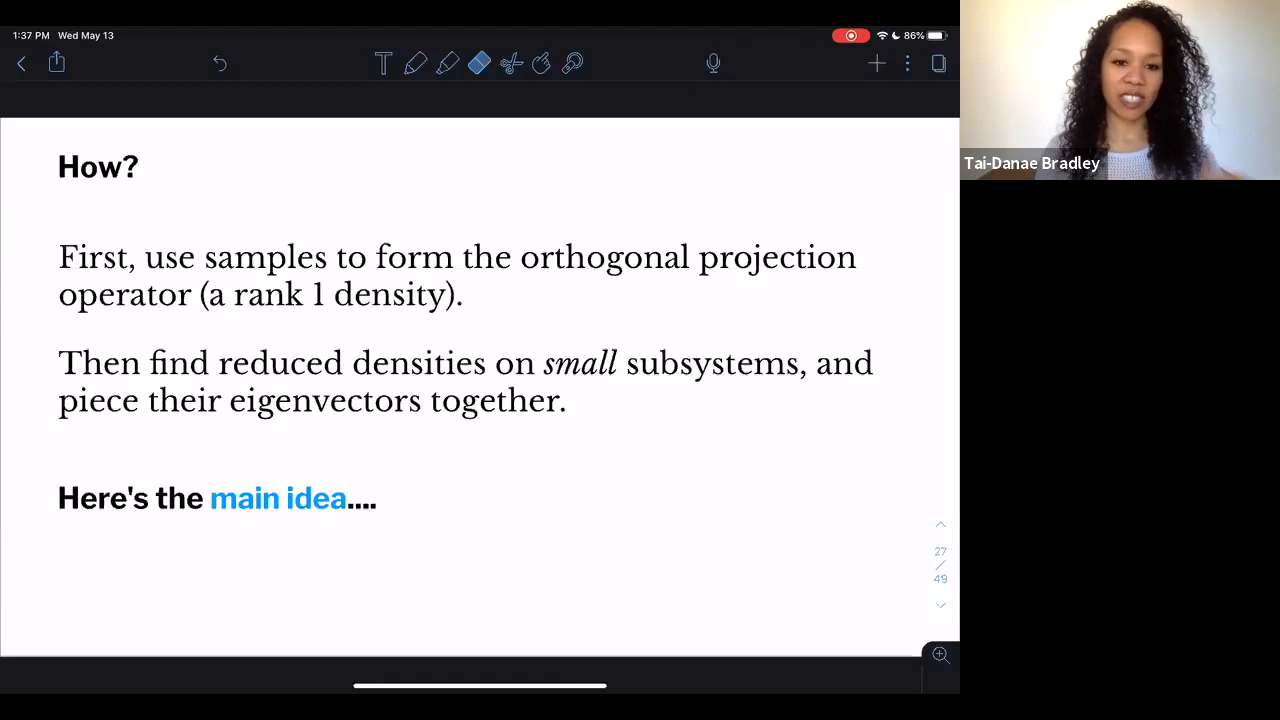 1:37 PM Wed May 13
86%
How?
First, use samples to form the orthogonal projection
operator (a rank 1 density).
Then find reduced densities on small subsystems, and
piece their eigenvectors together.
Here's the main idea....
27
/
49
Tai-Danae Bradley